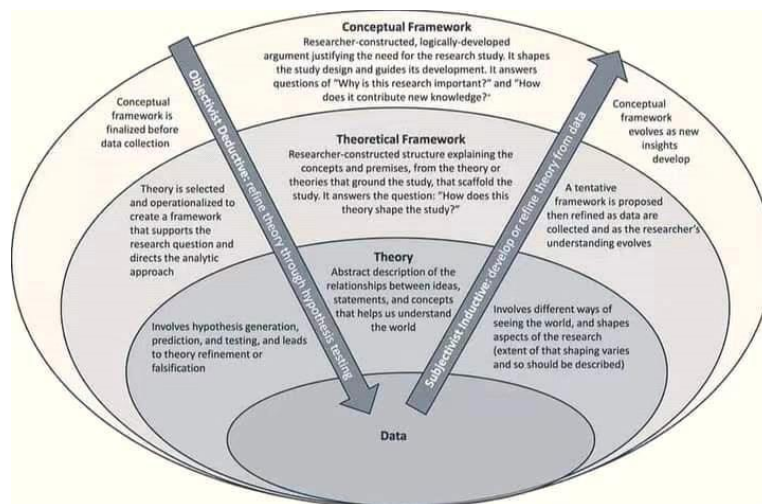 Conceptual Framework
Researcher-constructed, logically-developed
argument justifying the need for the research study. It shapes
the study design and guides its development. It answers
questions of "Why is this research important?" and "How
does it contribute new knowledge?"
Conceptual
framework is
finalized before
data collection
Objectivist Deductive: refine theory through hypothesis testing
Subjectivist Inductive: develop or refine theory from data
Conceptual
framework
evolves as new
insights
develop
Theoretical Framework
Researcher-constructed structure explaining the
concepts and premises, from the theory or
theories that ground the study, that scaffold the
study. It answers the question: "How does this
theory shape the study?"
Theory is selected
and operationalized to
create a framework
that supports the
research question and
directs the analytic
approach
A tentative
framework is proposed
then refined as data are
collected and as the researcher's
understanding evolves
Theory
Abstract description of the
relationships between ideas,
statements, and concepts
that helps us understand
the world
Involves hypothesis generation,
prediction, and testing, and leads
to theory refinement or
falsification
Involves different ways of
seeing the world, and shapes
aspects of the research
(extent of that shaping varies
and so should be described)
Data